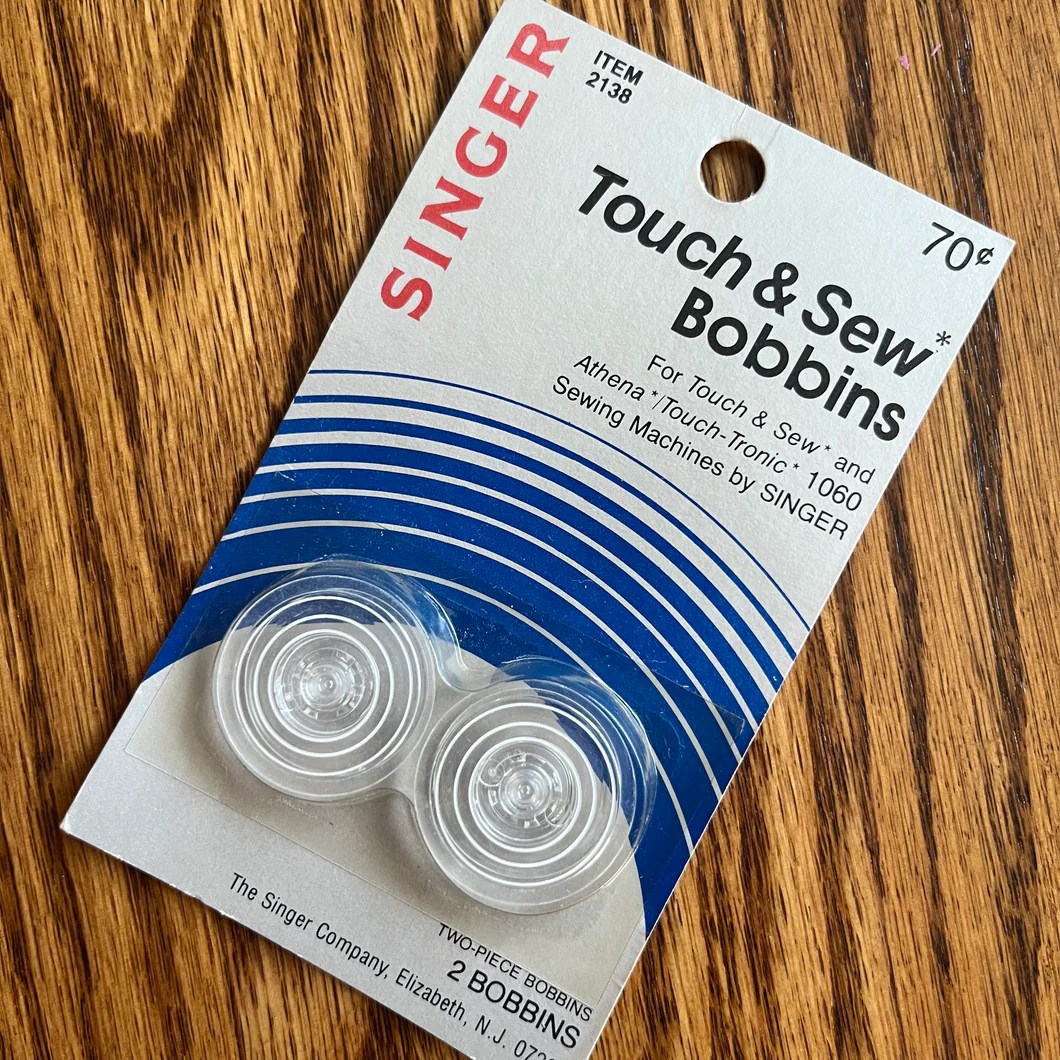 SINGER
ITEM
2138
70¢
Touch & Sew*
Bobbins
For Touch & Sew* and
Athena*/Touch-Tronic* 1060
Sewing Machines by SINGER
TWO-PIECE BOBBINS
2 BOBBINS
The Singer Company, Elizabeth, N.J.